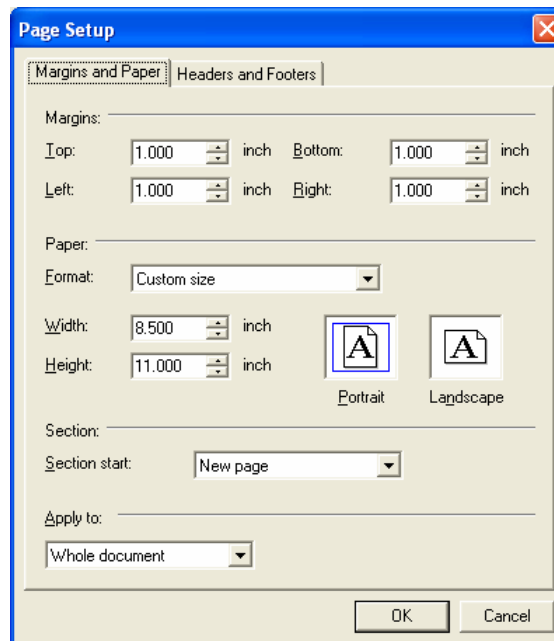 Page Setup
Margins and Paper Headers and Footers
Margins:
Top: 1.000 inch Bottom: 1.000 inch
Left: 1.000 inch Right: 1.000 inch
Paper:
Format: Custom size
Width: 8.500 inch
Height: 11.000 inch
A A
Portrait Landscape
Section:
Section start: New page
Apply to:
Whole document
OK Cancel